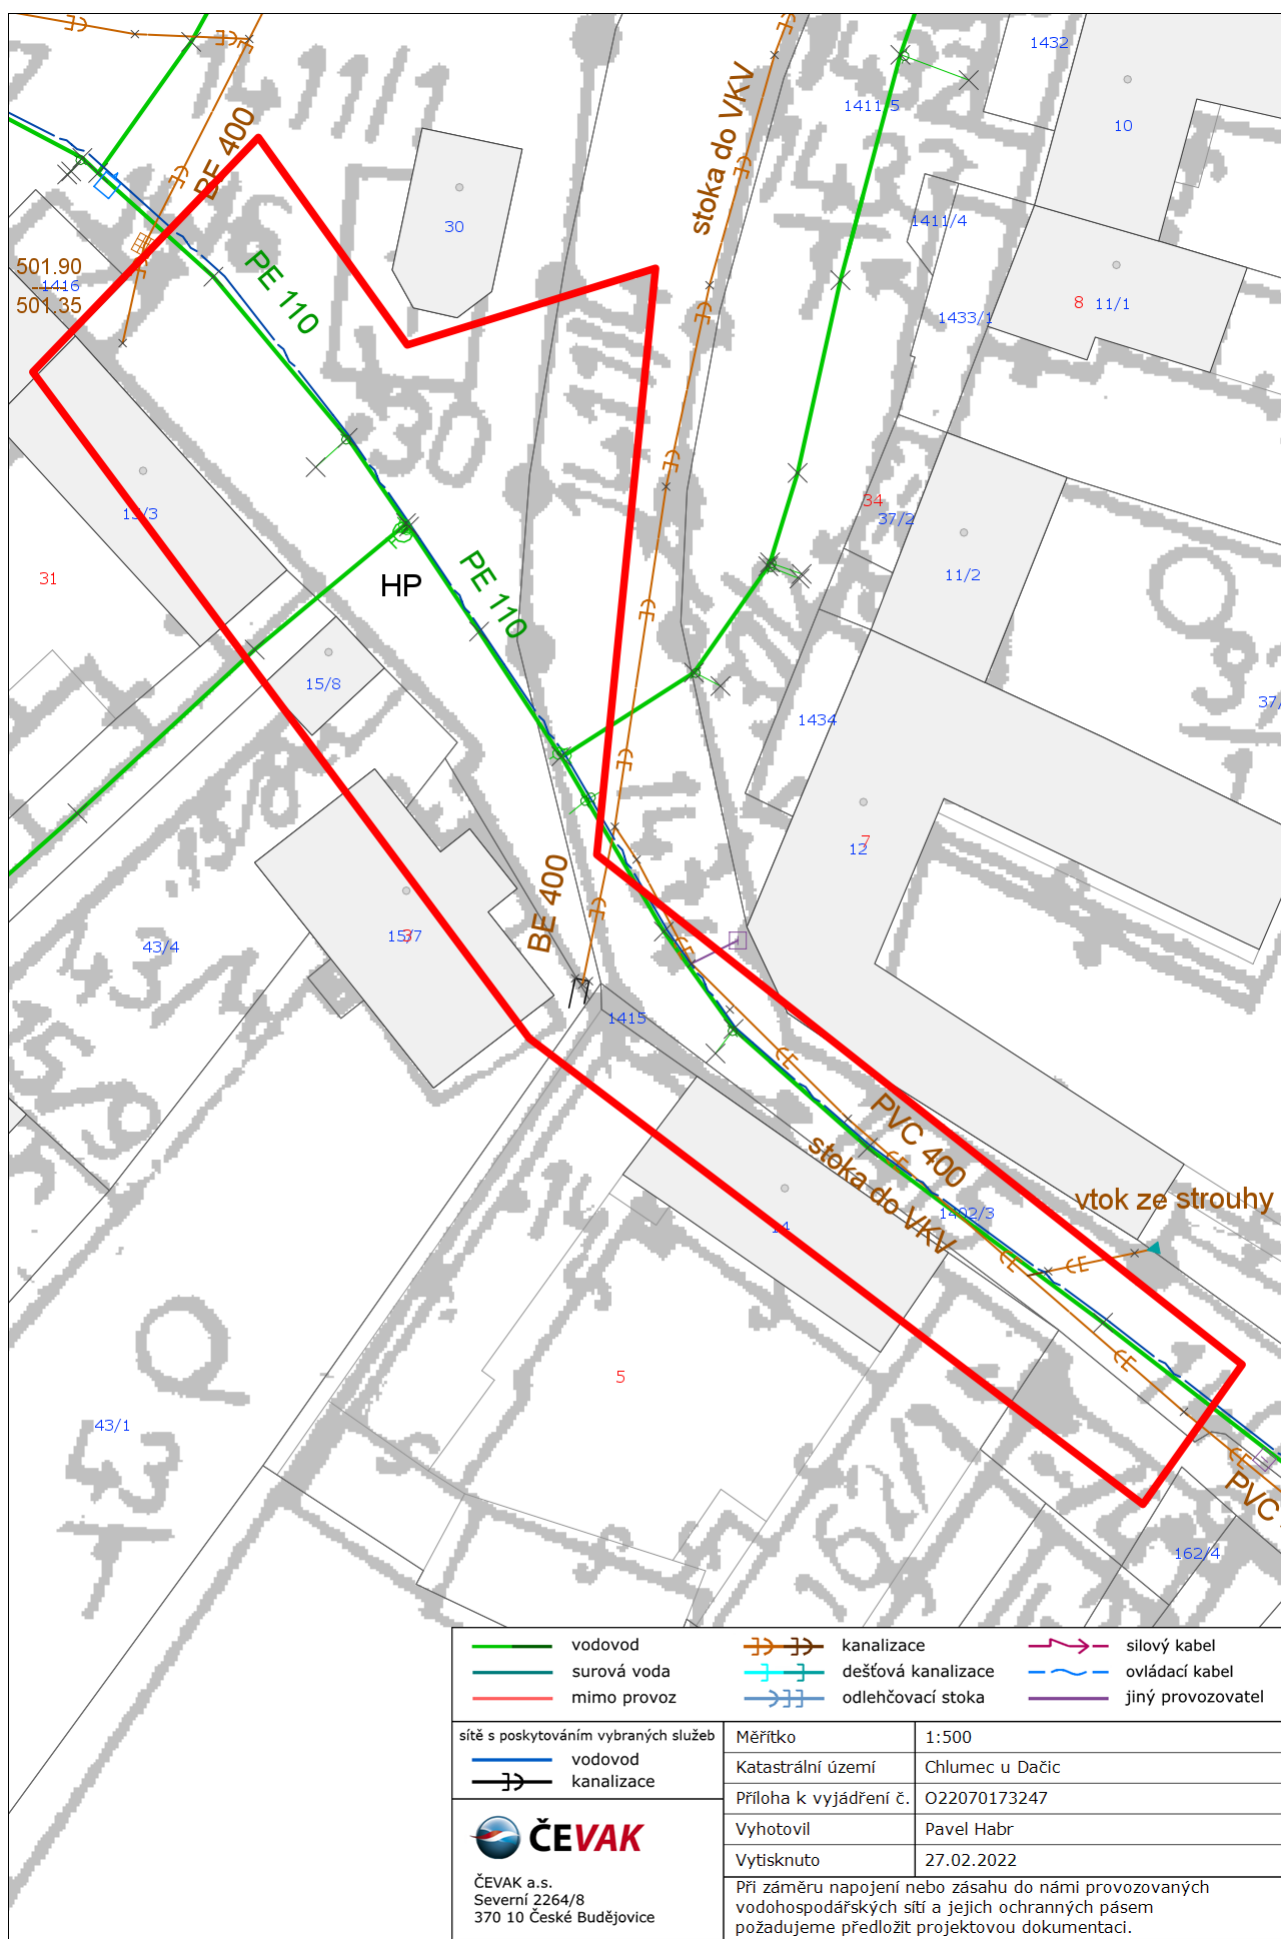 1432
1411/5
10
BE 400
stoka do VKV
30
1411/4
501.90
1416
501.35
PE 110
8
11/1
1433/1
34
37/2
13/3
11/2
31
HP
PE 110
15/8
1434
7
12
BE 400
43/4
15/7
1415
PVC 400
stoka do VKV
1402/3
vtok ze strouhy
14
5
43/1
PVC
162/4
vodovod
surová voda
mimo provoz
kanalizace
dešťová kanalizace
odlehčovací stoka
silový kabel
ovládací kabel
jiný provozovatel
sítě s poskytováním vybraných služeb
vodovod
kanalizace
ČEVAK
ČEVAK a.s.
Severní 2264/8
370 10 České Budějovice
Měřítko 1:500
Katastrální území Chlumec u Dačic
Příloha k vyjádření č. O22070173247
Vyhotovil Pavel Habr
Vytisknuto 27.02.2022
Při záměru napojení nebo zásahu do námi provozovaných
vodohospodářských sítí a jejich ochranných pásem
požadujeme předložit projektovou dokumentaci.